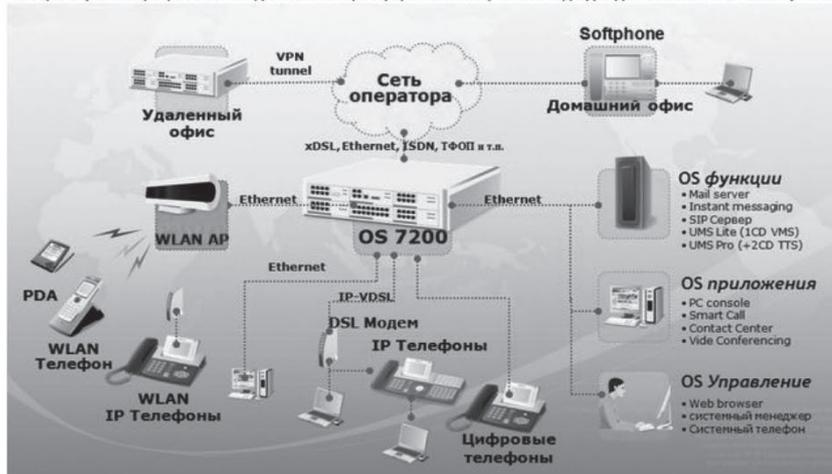 VPN
tunnel
Сеть
оператора
Softphone
Удаленный
офис
Домашний офис
xDSL, Ethernet, ISDN, ТФОП и т.п.
Ethernet
Ethernet
WLAN AP
OS 7200
OS функции
• Mail server
• Instant messaging
• SIP Сервер
• UMS Lite (1CD VMS)
• UMS Pro (+2CD TTS)
Ethernet
PDA
IP-VDSL
DSL Модем
IP Телефоны
WLAN
Телефон
WLAN
IP Телефоны
Цифровые
телефоны
OS приложения
• PC console
• Smart Call
• Contact Center
• Vide Conferencing
OS Управление
• Web browser
• системный менеджер
• Системный телефон